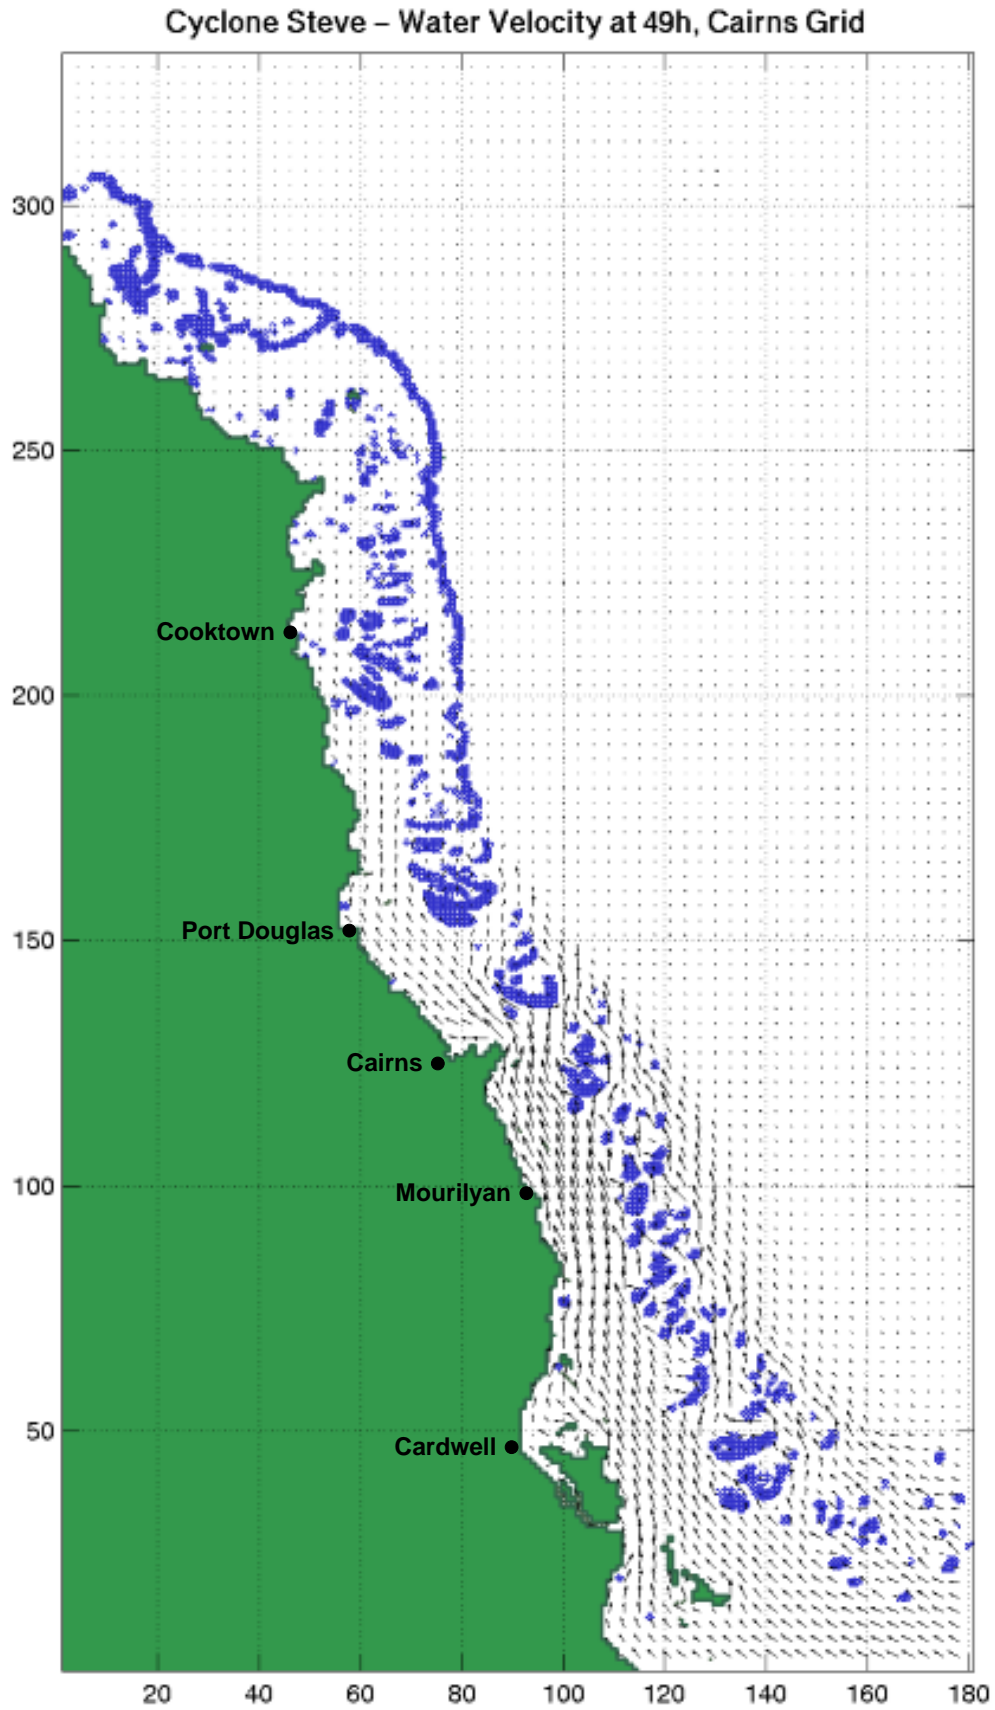 Cyclone Steve – Water Velocity at 49h, Cairns Grid
300
250
Cooktown
200
Port Douglas
150
Cairns
100
Mourilyan
50
Cardwell
20 40 60 80 100 120 140 160 180